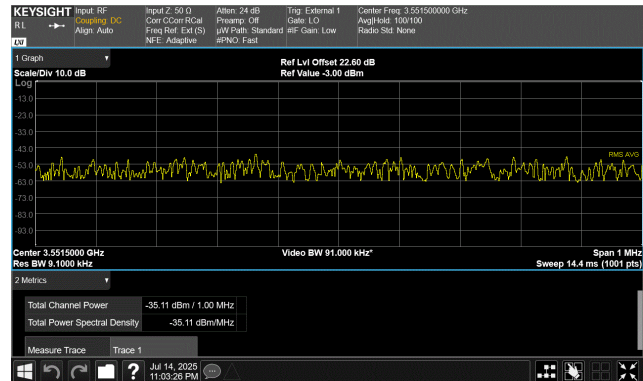 KEYSIGHT Input: RF Input Z: 50 Ω Atten: 24 dB Trig: External 1 Center Freq: 3.551500000 GHz
RL Coupling: DC Corr CCorr RCal Preamp: Off Gate: LO Avg|Hold: 100/100
Align: Auto Freq Ref: Ext (S) µW Path: Standard #IF Gain: Low Radio Std: None
LXI NFE: Adaptive #PNO: Fast
1 Graph Ref Lvl Offset 22.60 dB
Scale/Div 10.0 dB Ref Value -3.00 dBm
Log
-13.0
-23.0
-33.0
-43.0
RMS AVG
-53.0
-63.0
-73.0
-83.0
-93.0
Center 3.5515000 GHz Video BW 91.000 kHz* Span 1 MHz
Res BW 9.1000 kHz Sweep 14.4 ms (1001 pts)
2 Metrics
Total Channel Power -35.11 dBm / 1.00 MHz
Total Power Spectral Density -35.11 dBm/MHz
Measure Trace Trace 1
? Jul 14, 2025
11:03:26 PM